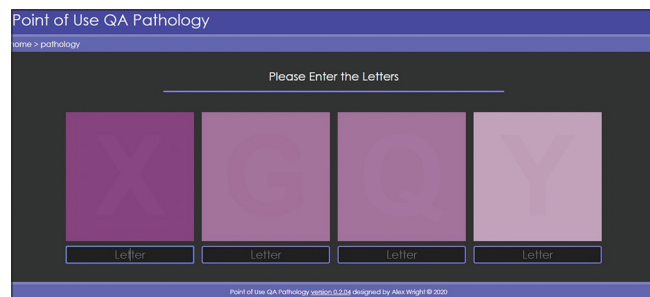 Point of Use QA Pathology
home > pathology
Please Enter the Letters
X G Q Y
Letter Letter Letter Letter
Point of Use QA Pathology version 0.2.04 designed by Alex Wright © 2020